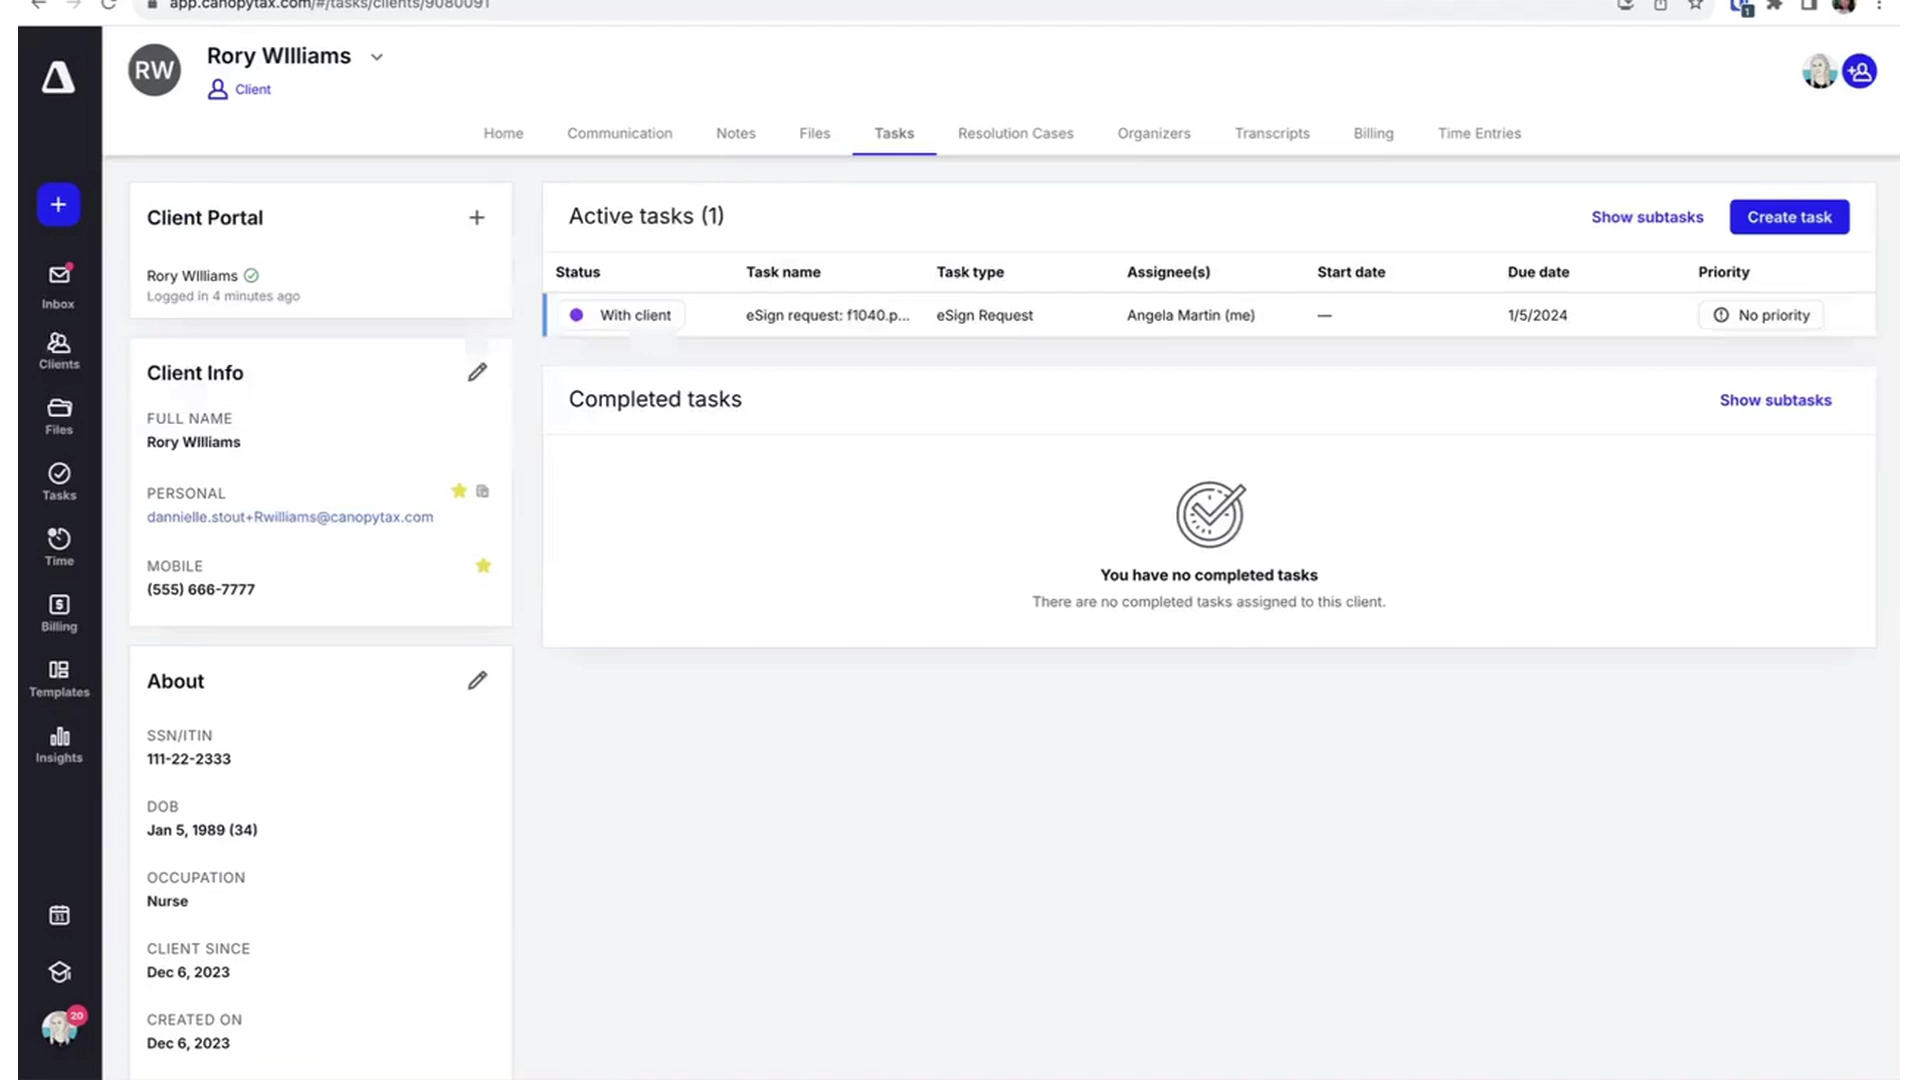 app.canopytax.com/#/tasks/clients/9080091
1
RW
Rory WIlliams
Client
Home Communication Notes Files Tasks Resolution Cases Organizers Transcripts Billing Time Entries
Inbox
Clients
Files
Tasks
Time
Billing
Templates
Insights
31
20
Client Portal
Rory WIlliams
Logged in 4 minutes ago
Client Info
FULL NAME
Rory WIlliams
PERSONAL
dannielle.stout+Rwilliams@canopytax.com
MOBILE
(555) 666-7777
About
SSN/ITIN
111-22-2333
DOB
Jan 5, 1989 (34)
OCCUPATION
Nurse
CLIENT SINCE
Dec 6, 2023
CREATED ON
Dec 6, 2023
Active tasks (1)
Show subtasks Create task
Status Task name Task type Assignee(s) Start date Due date Priority
With client eSign request: f1040.p... eSign Request Angela Martin (me) — 1/5/2024 No priority
Completed tasks
Show subtasks
You have no completed tasks
There are no completed tasks assigned to this client.